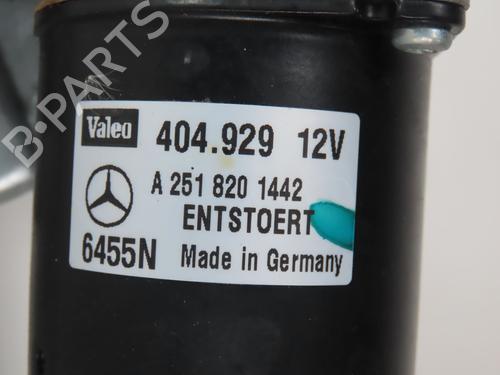 B-PARTS
Valeo 404.929 12V
A 251 820 1442
ENTSTOERT
6455N Made in Germany